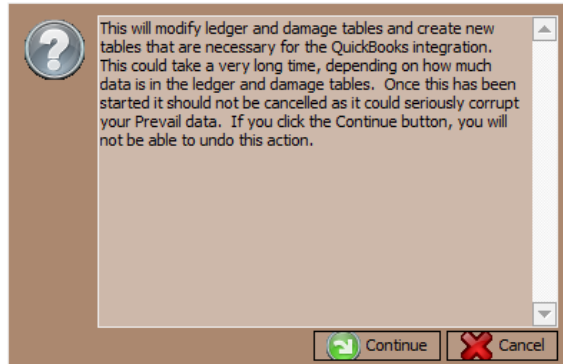 This will modify ledger and damage tables and create new
tables that are necessary for the QuickBooks integration.
This could take a very long time, depending on how much
data is in the ledger and damage tables.  Once this has been
started it should not be cancelled as it could seriously corrupt
your Prevail data.  If you click the Continue button, you will
not be able to undo this action.
Continue
Cancel